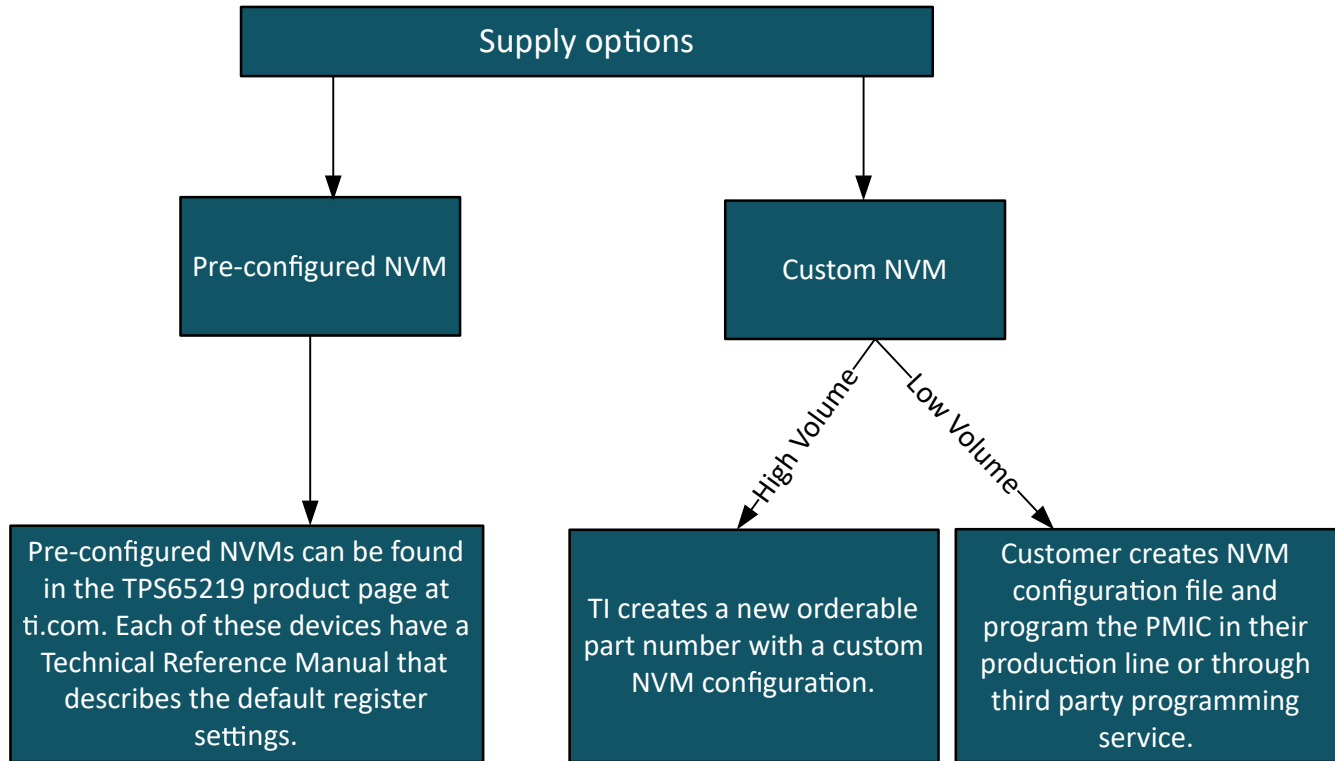 Supply options
Pre-configured NVM
Custom NVM
High Volume
Low Volume
Pre-configured NVMs can be found
in the TPS65219 product page at
ti.com. Each of these devices have a
Technical Reference Manual that
describes the default register
settings.
TI creates a new orderable
part number with a custom
NVM configuration.
Customer creates NVM
configuration file and
program the PMIC in their
production line or through
third party programming
service.